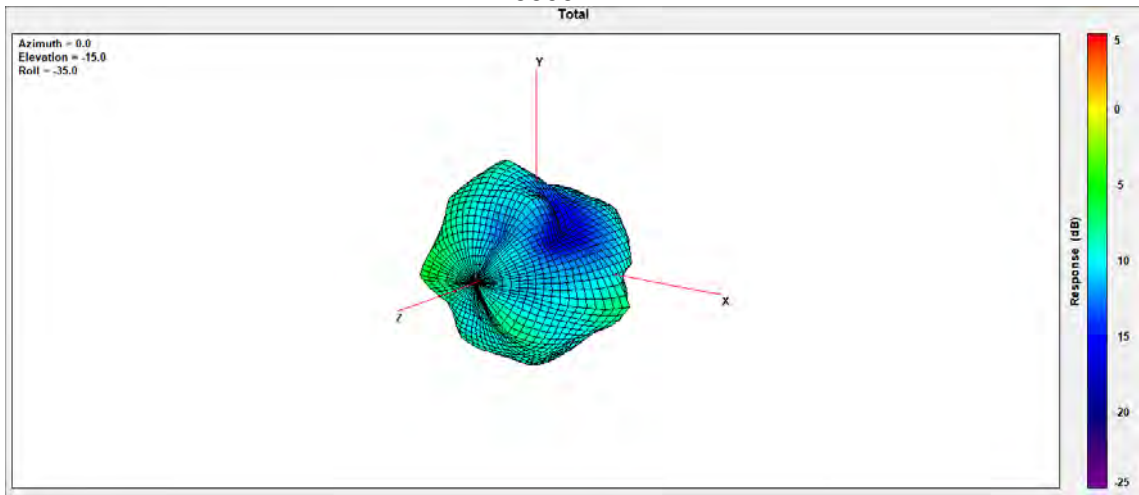 Total
Azimuth = 0.0
Elevation = -15.0
Roll = -35.0
Y
X
Z
5
0
-5
-10
-15
-20
-25
Response (dB)